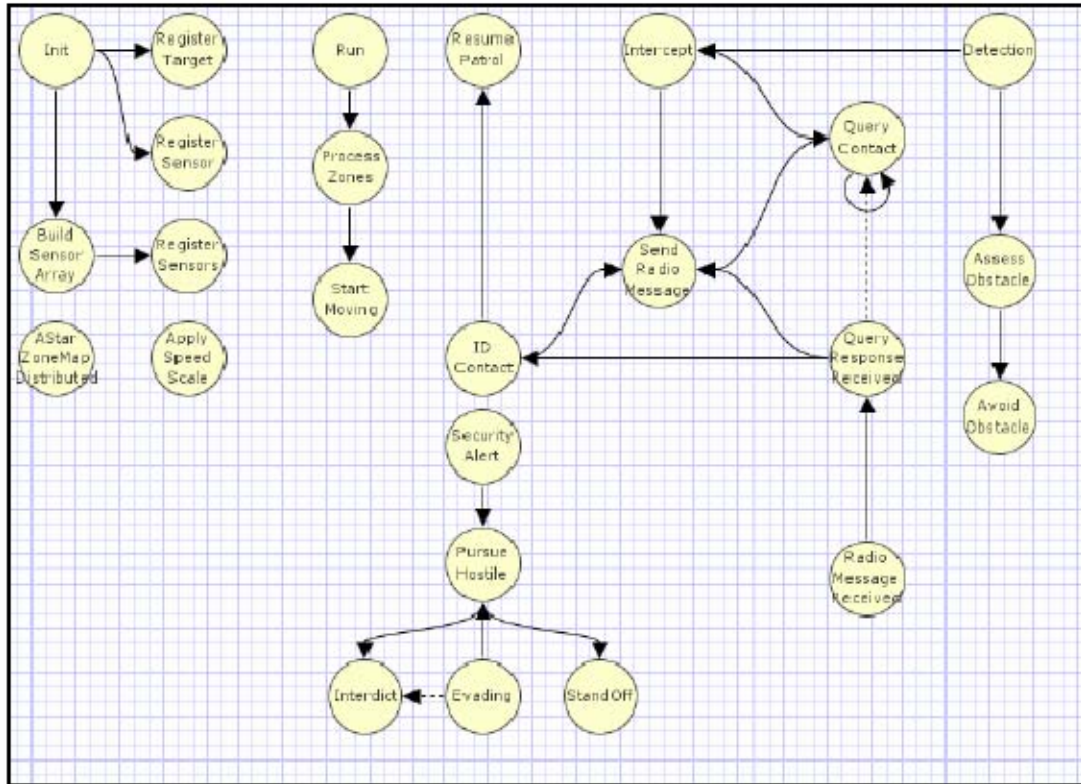 Init
Register
Target
Run
Resume
Patrol
Intercept
Detection
Register
Sensor
Process
Zones
Query
Contact
Build
Sensor
Array
Register
Sensors
Start
Moving
Send
Radio
Message
Assess
Obstacle
AStar
ZoneMap
Distributed
Apply
Speed
Scale
ID
Contact
Query
Response
Received
Avoid
Obstacle
Security
Alert
Pursue
Hostile
Radio
Message
Received
Interdict
Evading
StandOff